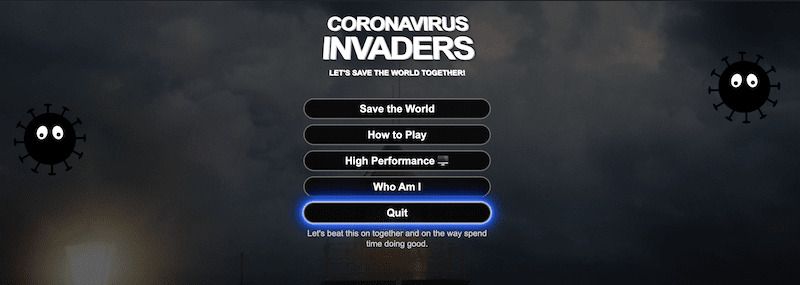 CORONAVIRUS
INVADERS
LET'S SAVE THE WORLD TOGETHER!
Save the World
How to Play
High Performance
Who Am I
Quit
Let's beat this on together and on the way spend
time doing good.